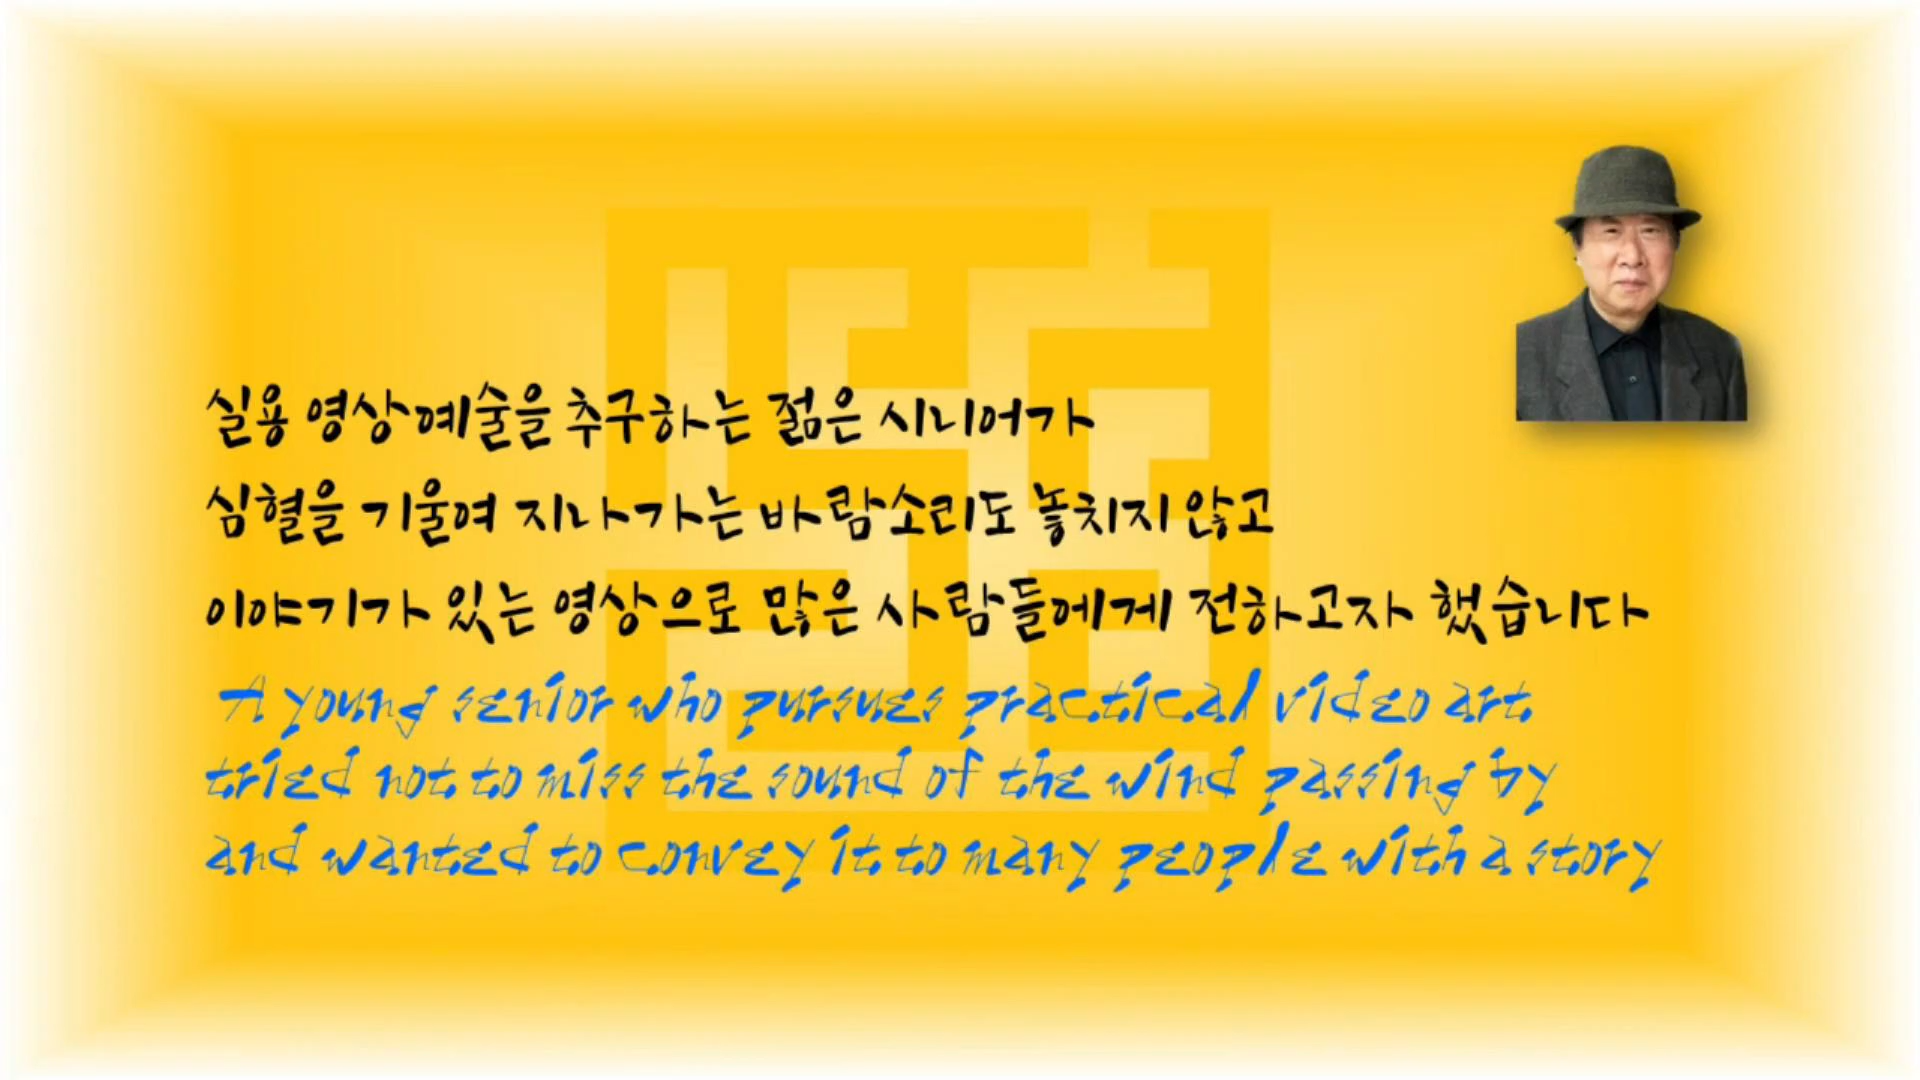 실용 영상예술을 추구하는 젊은 시니어가
심혈을 기울여 지나가는 바람소리도 놓치지 않고
이야기가 있는 영상으로 많은 사람들에게 전하고자 했습니다
A young senior who pursues practical video art
tried not to miss the sound of the wind passing by
and wanted to convey it to many people with a story